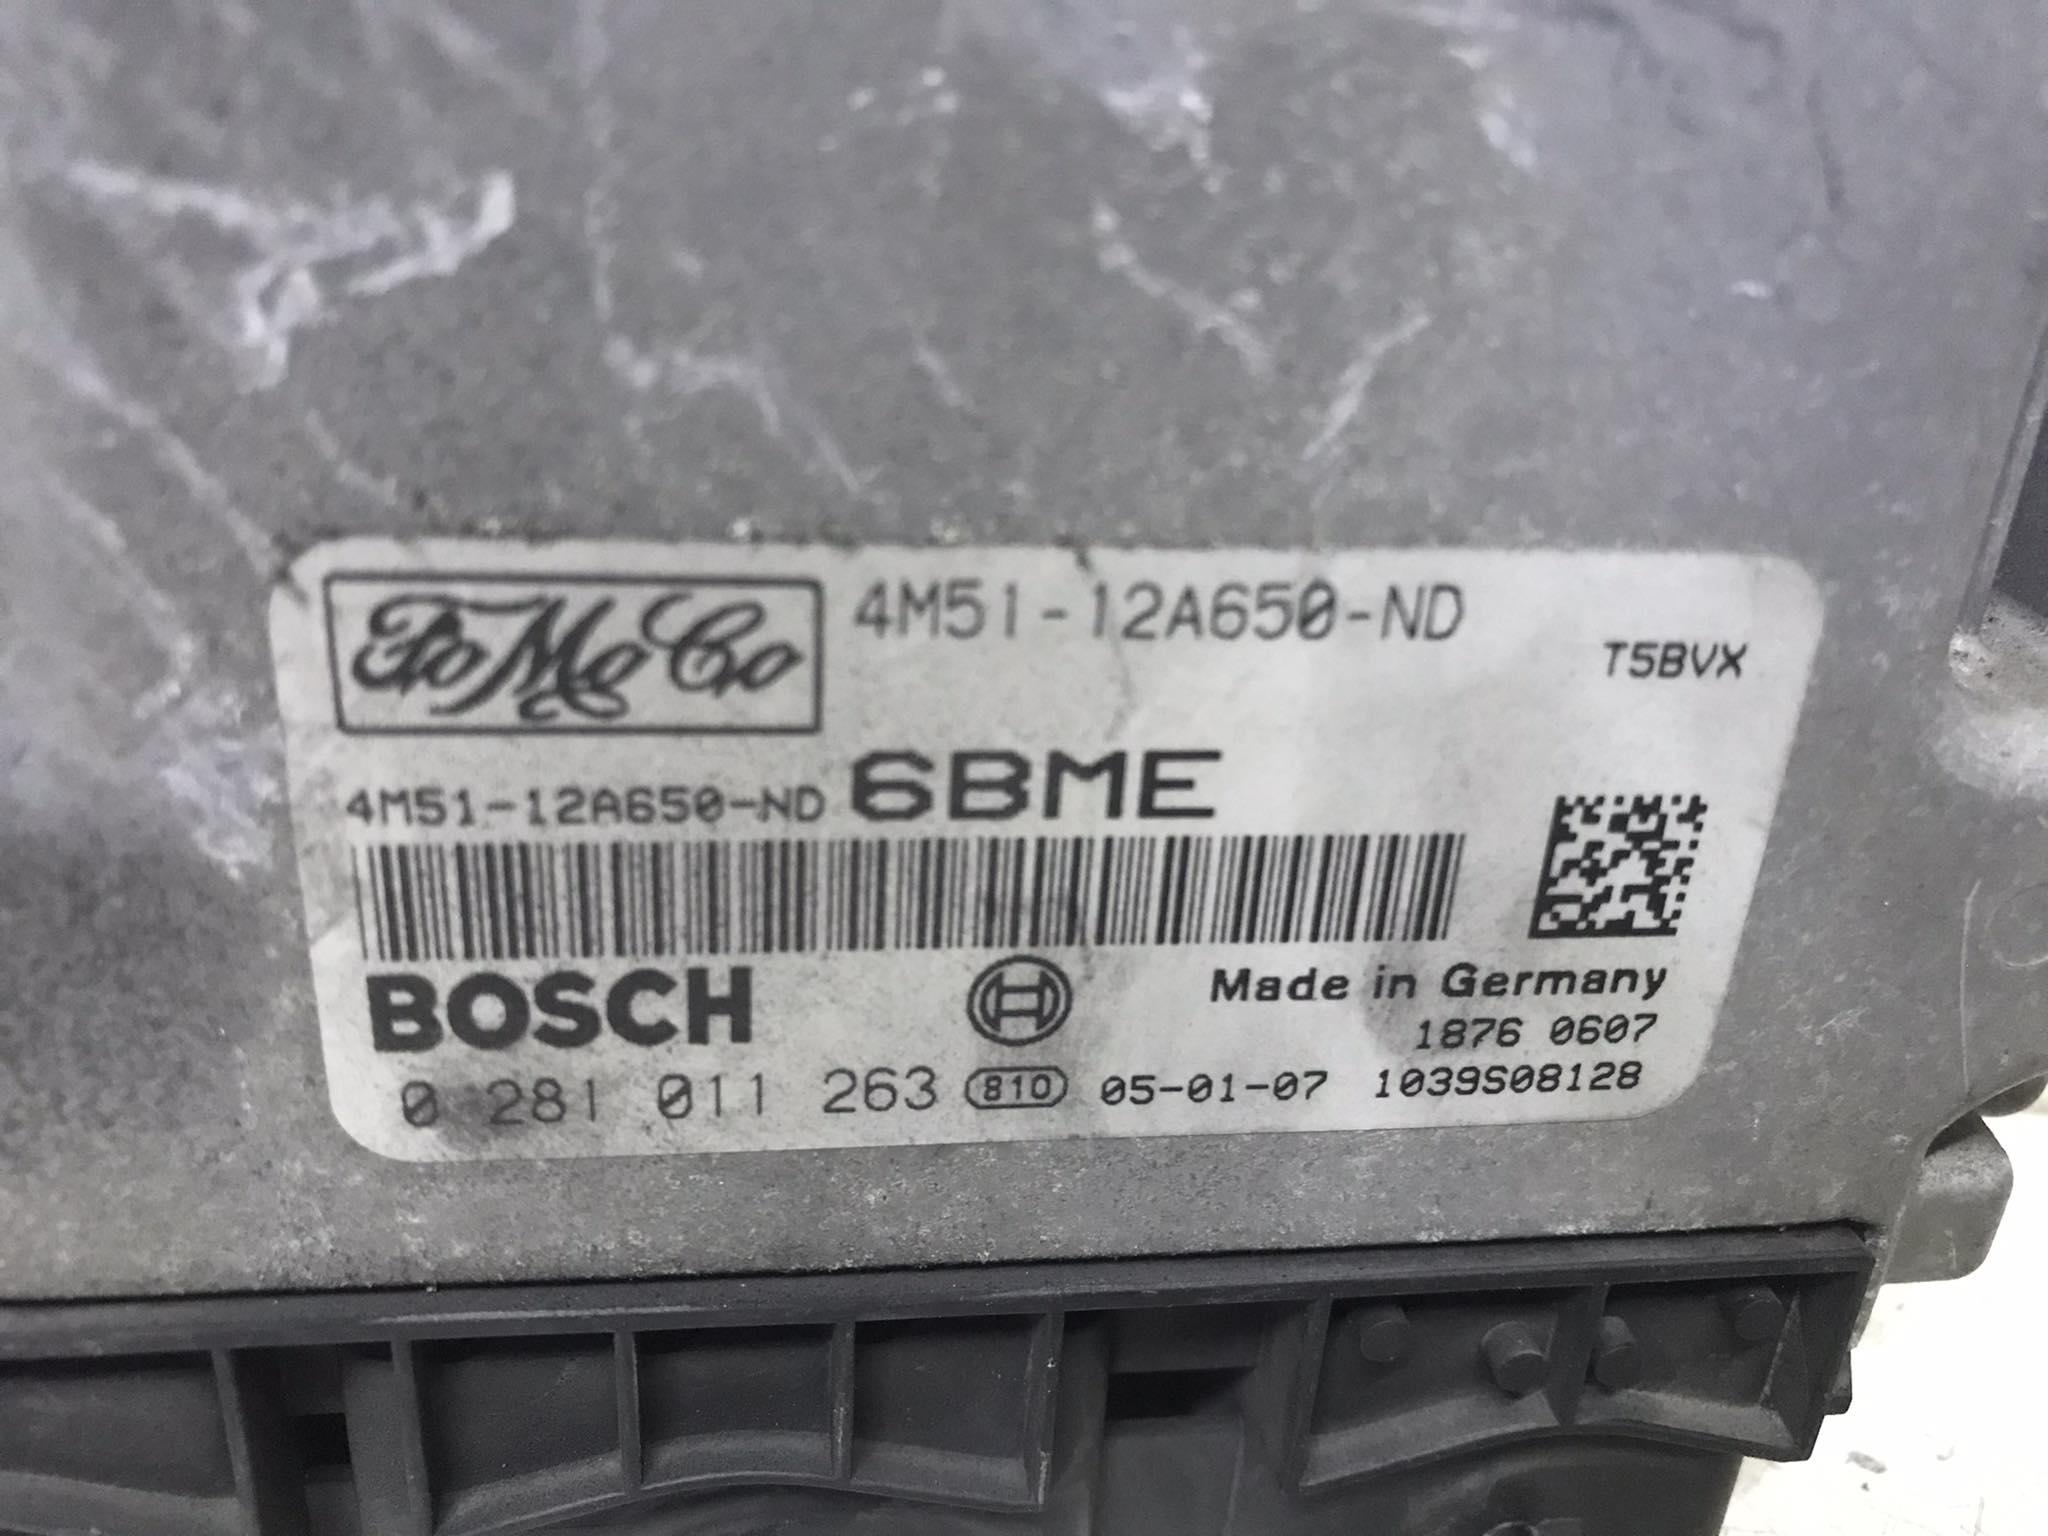 FoMoCo 4M51-12A650-ND
T5BVX
4M51-12A650-ND 6BME
BOSCH
Made in Germany
1876 0607
0 281 011 263 810 05-01-07 1039S08128